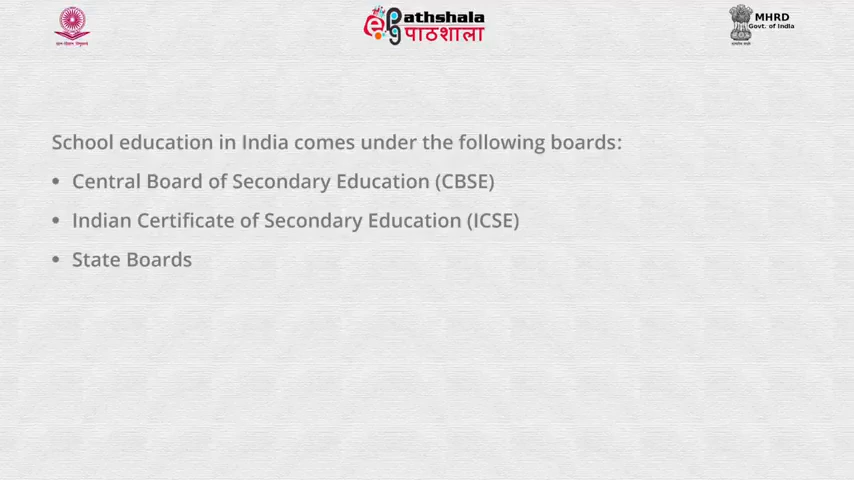 ePathshala
पाठशाला
MHRD
Govt. of India
School education in India comes under the following boards:
• Central Board of Secondary Education (CBSE)
• Indian Certificate of Secondary Education (ICSE)
• State Boards